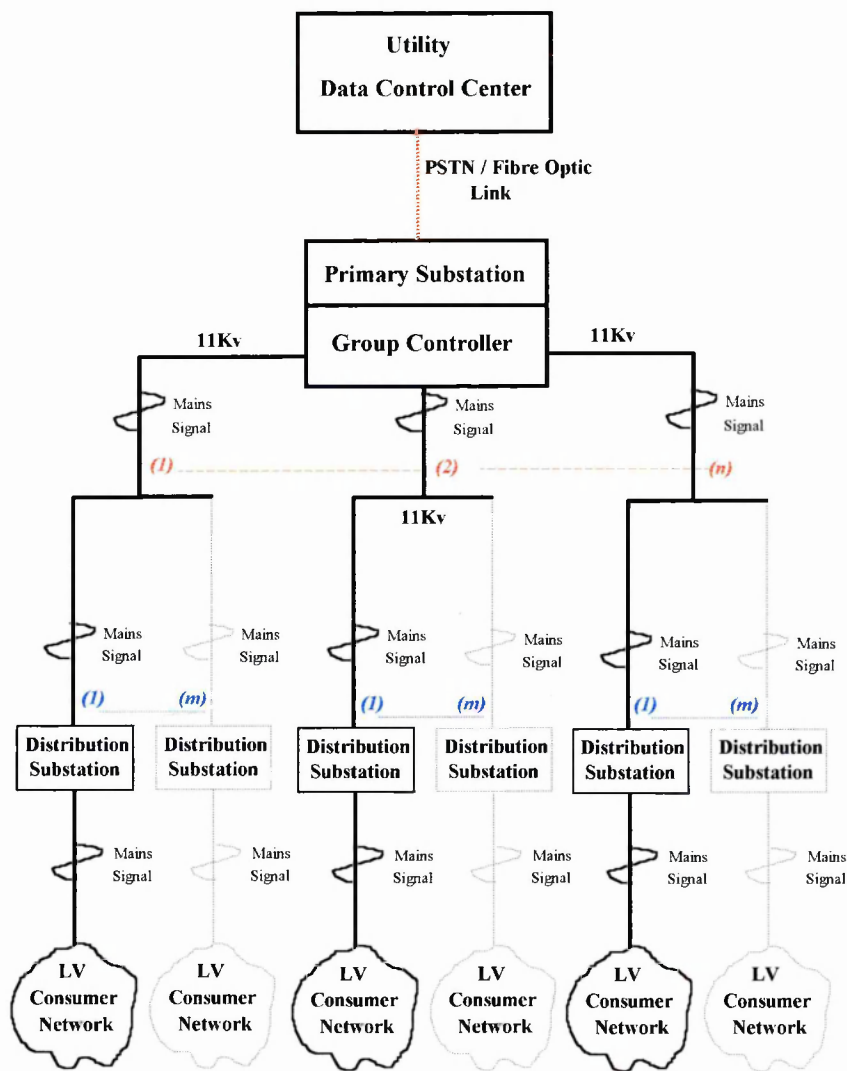 Utility
Data Control Center
PSTN / Fibre Optic
Link
Primary Substation
Group Controller
11Kv
11Kv
Mains
Signal
Mains
Signal
Mains
Signal
(1)
(2)
(n)
11Kv
Mains
Signal
Mains
Signal
Mains
Signal
Mains
Signal
Mains
Signal
Mains
Signal
(1)
(m)
(1)
(m)
(1)
(m)
Distribution
Substation
Distribution
Substation
Distribution
Substation
Distribution
Substation
Distribution
Substation
Distribution
Substation
Mains
Signal
Mains
Signal
Mains
Signal
Mains
Signal
Mains
Signal
Mains
Signal
LV
Consumer
Network
LV
Consumer
Network
LV
Consumer
Network
LV
Consumer
Network
LV
Consumer
Network
LV
Consumer
Network